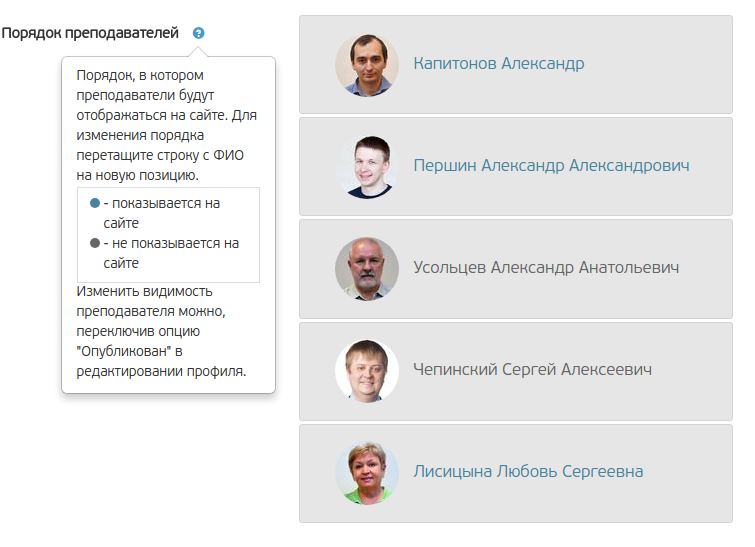 Порядок преподавателей ?
Порядок, в котором
преподаватели будут
отображаться на сайте. Для
изменения порядка
перетащите строку с ФИО
на новую позицию.
- показывается на
сайте
- не показывается на
сайте
Изменить видимость
преподавателя можно,
переключив опцию
"Опубликован" в
редактировании профиля.
Капитонов Александр
Першин Александр Александрович
Усольцев Александр Анатольевич
Чепинский Сергей Алексеевич
Лисицына Любовь Сергеевна